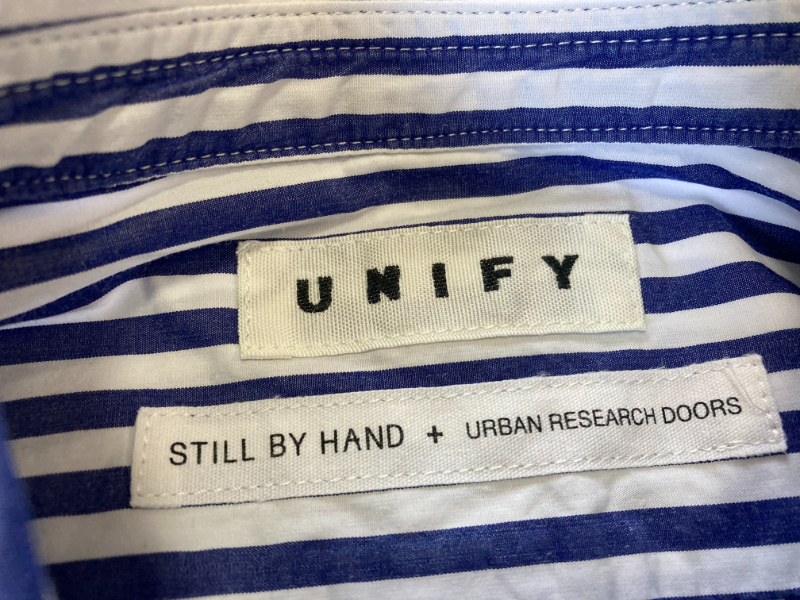 UNIFY
STILL BY HAND + URBAN RESEARCH DOORS